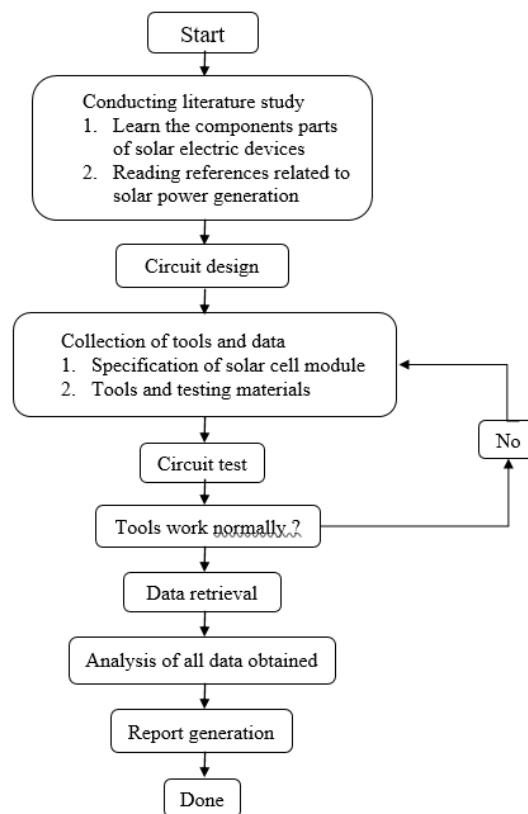 Start
Conducting literature study
1. Learn the components parts
of solar electric devices
2. Reading references related to
solar power generation
Circuit design
Collection of tools and data
1. Specification of solar cell module
2. Tools and testing materials
No
Circuit test
Tools work normally ?
Data retrieval
Analysis of all data obtained
Report generation
Done